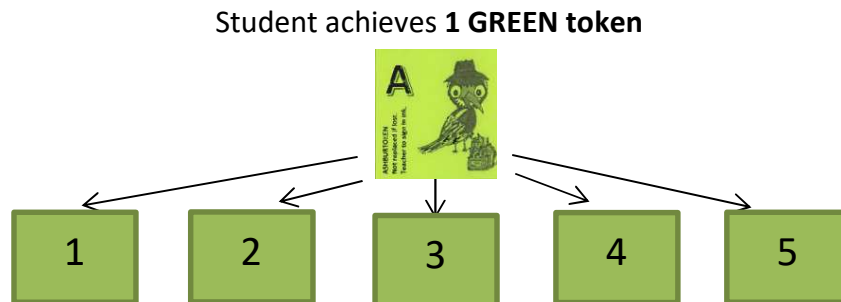 Student achieves 1 GREEN token
A
ASHBURTOKEN
Not replaced if lost.
Teacher to sign in ink.
1 2 3 4 5